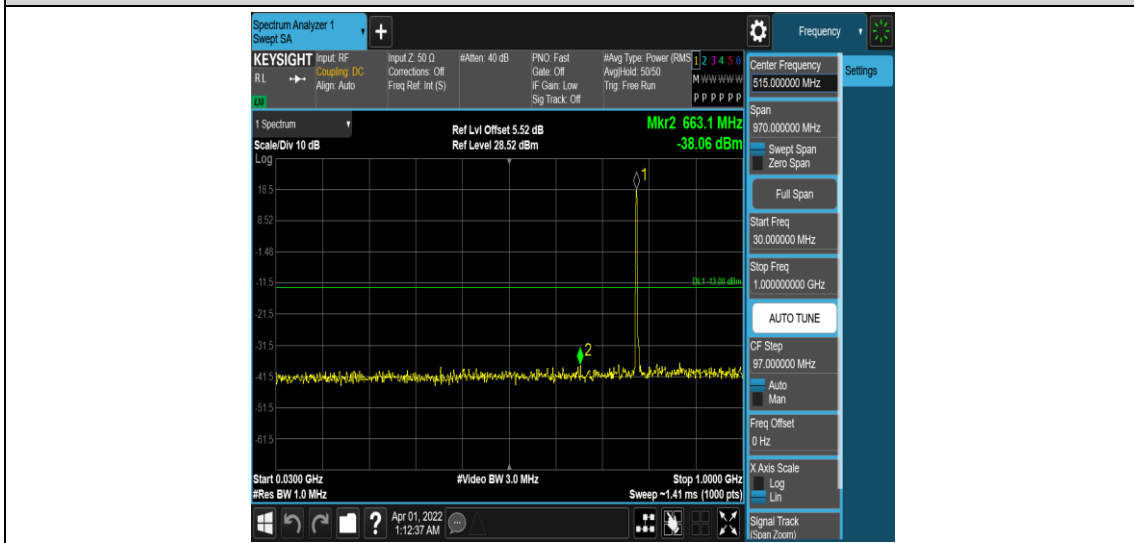 Spectrum Analyzer 1
Swept SA
+
Frequency
KEYSIGHT
RL
LXI
Input: RF
Coupling: DC
Align: Auto
Input Z: 50 Ω
Corrections: Off
Freq Ref: Int (S)
#Atten: 40 dB
PNO: Fast
Gate: Off
IF Gain: Low
Sig Track: Off
#Avg Type: Power (RMS
Avg|Hold: 50/50
Trig: Free Run
1 2 3 4 5 6
M W W W W W
P P P P P P
1 Spectrum
Scale/Div 10 dB
Ref Lvl Offset 5.52 dB
Ref Level 28.52 dBm
Mkr2 663.1 MHz
-38.06 dBm
Log
1
18.5
8.52
-1.48
-11.5
DL1 -13.00 dBm
-21.5
-31.5
2
-41.5
-51.5
-61.5
Start 0.0300 GHz
#Res BW 1.0 MHz
#Video BW 3.0 MHz
Stop 1.0000 GHz
Sweep ~1.41 ms (1000 pts)
Center Frequency
515.000000 MHz
Settings
Span
970.000000 MHz
Swept Span
Zero Span
Full Span
Start Freq
30.000000 MHz
Stop Freq
1.000000000 GHz
AUTO TUNE
CF Step
97.000000 MHz
Auto
Man
Freq Offset
0 Hz
X Axis Scale
Log
Lin
Signal Track
(Span Zoom)
?
Apr 01, 2022
1:12:37 AM